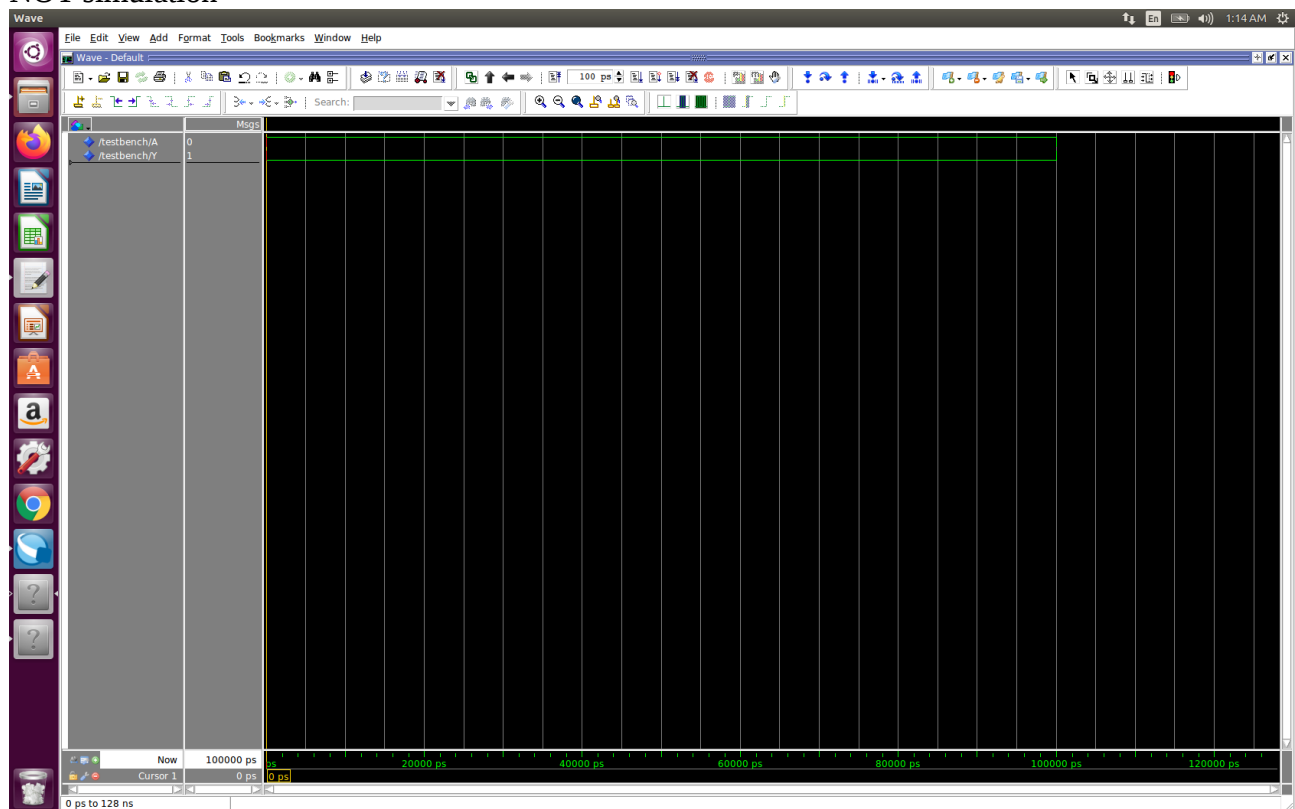 NOT simulation
Wave
En
1:14 AM
File Edit View Add Format Tools Bookmarks Window Help
Wave - Default
100 ps
Search:
Msgs
/testbench/A 0
/testbench/Y 1
Now 100000 ps
ps 20000 ps 40000 ps 60000 ps 80000 ps 100000 ps 120000 ps
Cursor 1 0 ps 0 ps
0 ps to 128 ns